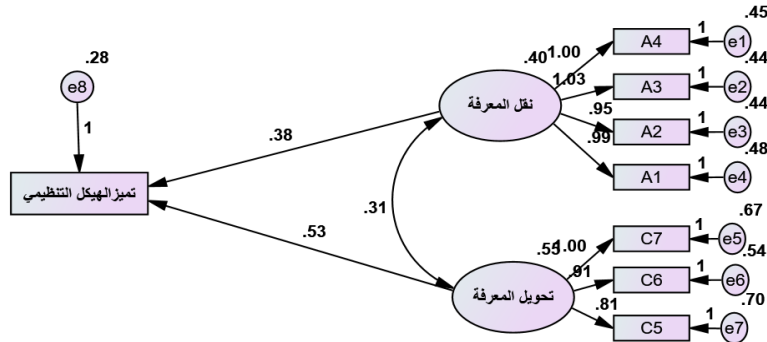 .45
.40 1.00 A4 1 e1
.44
1.03 A3 1 e2
.28
e8
نقل المعرفة
.44
.95 A2 1 e3
1
.38
.48
.99 A1 1 e4
تميزالهيكل التنظيمي
.31
.53
.67
.55 1.00 C7 1 e5
.54
.91 C6 1 e6
تحويل المعرفة
.70
.81 C5 1 e7